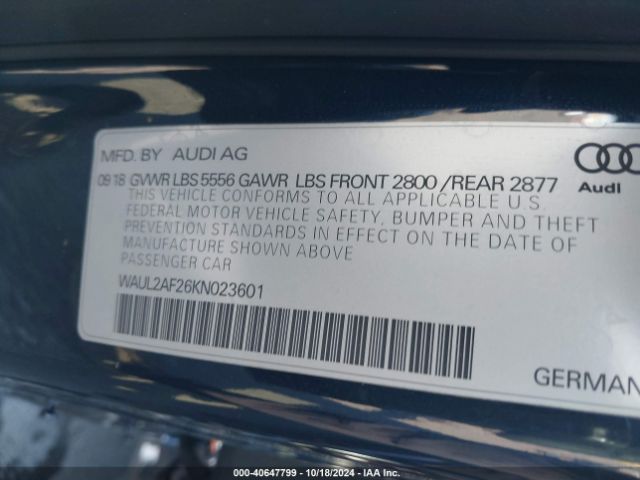 MFD. BY AUDI AG
09 18 GVWR LBS 5556 GAWR LBS FRONT 2800 /REAR 2877
THIS VEHICLE CONFORMS TO ALL APPLICABLE U.S.
FEDERAL MOTOR VEHICLE SAFETY, BUMPER AND THEFT
PREVENTION STANDARDS IN EFFECT ON THE DATE OF
MANUFACTURE SHOWN ABOVE
PASSENGER CAR
WAUL2AF26KN023601
Audi
GERMAN
000-40647799 - 10/18/2024 - IAA Inc.